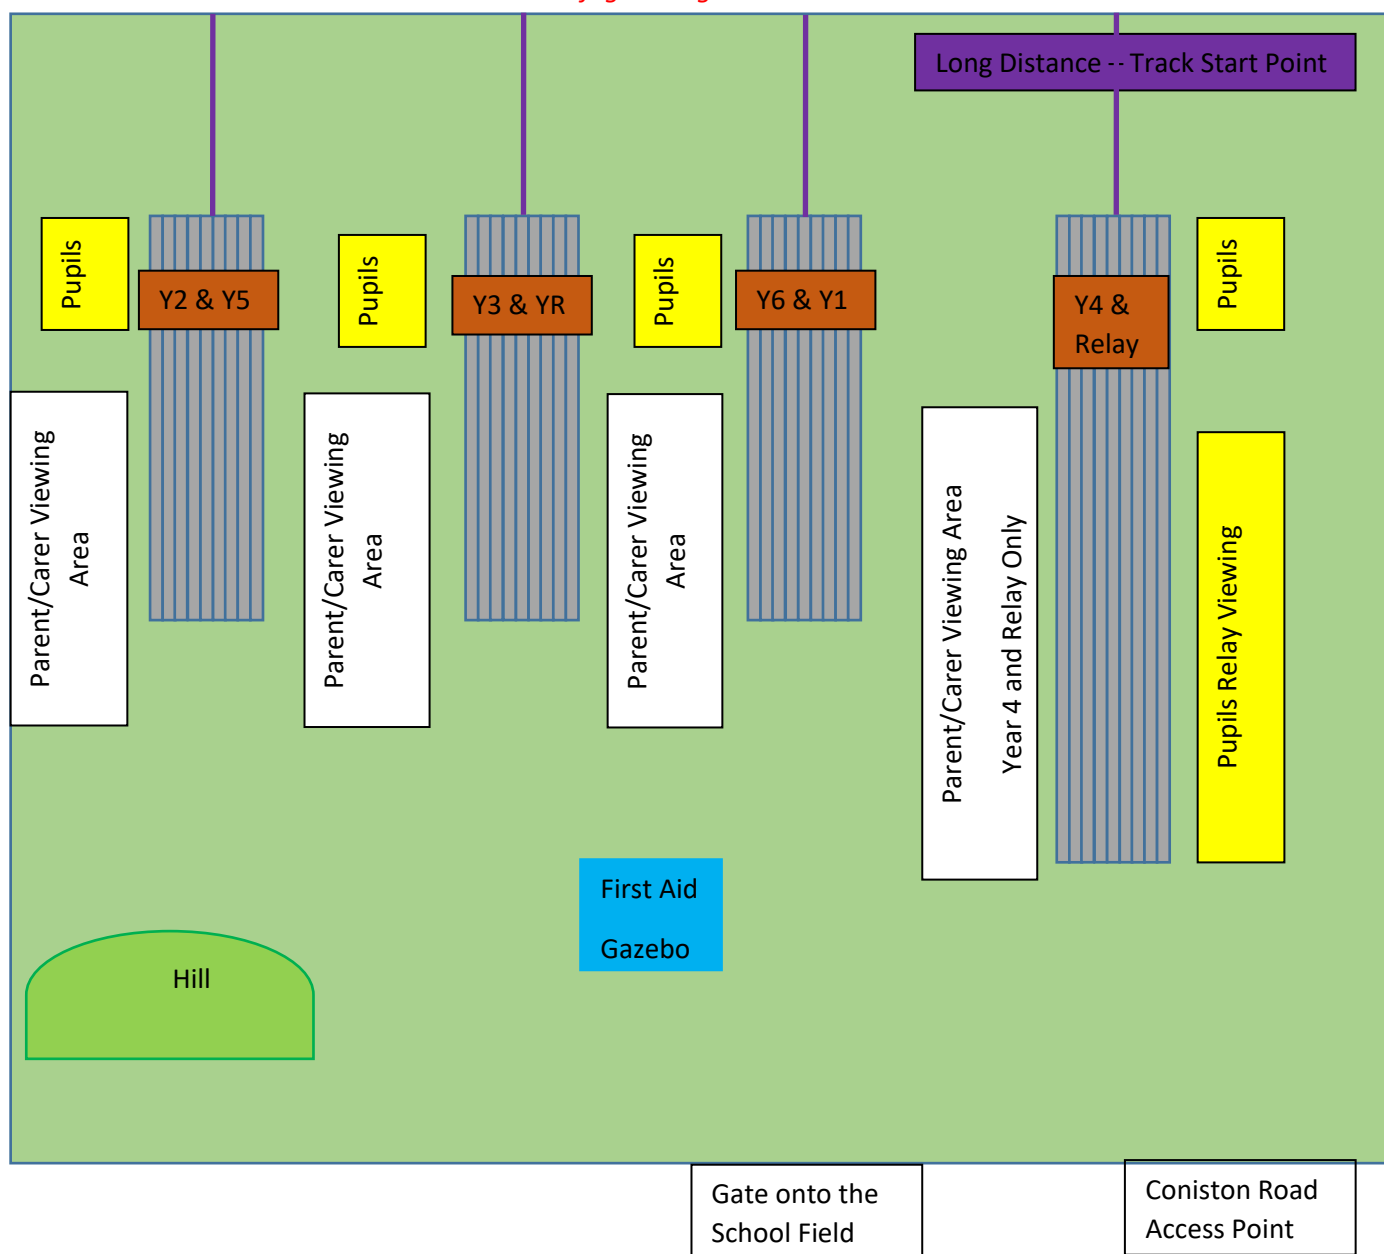 Long Distance -- Track Start Point
Pupils
Y2 & Y5
Pupils
Y3 & YR
Pupils
Y6 & Y1
Y4 &
Relay
Pupils
Parent/Carer Viewing
Area
Parent/Carer Viewing
Area
Parent/Carer Viewing
Area
Parent/Carer Viewing Area
Year 4 and Relay Only
Pupils Relay Viewing
First Aid
Gazebo
Hill
Gate onto the
School Field
Coniston Road
Access Point